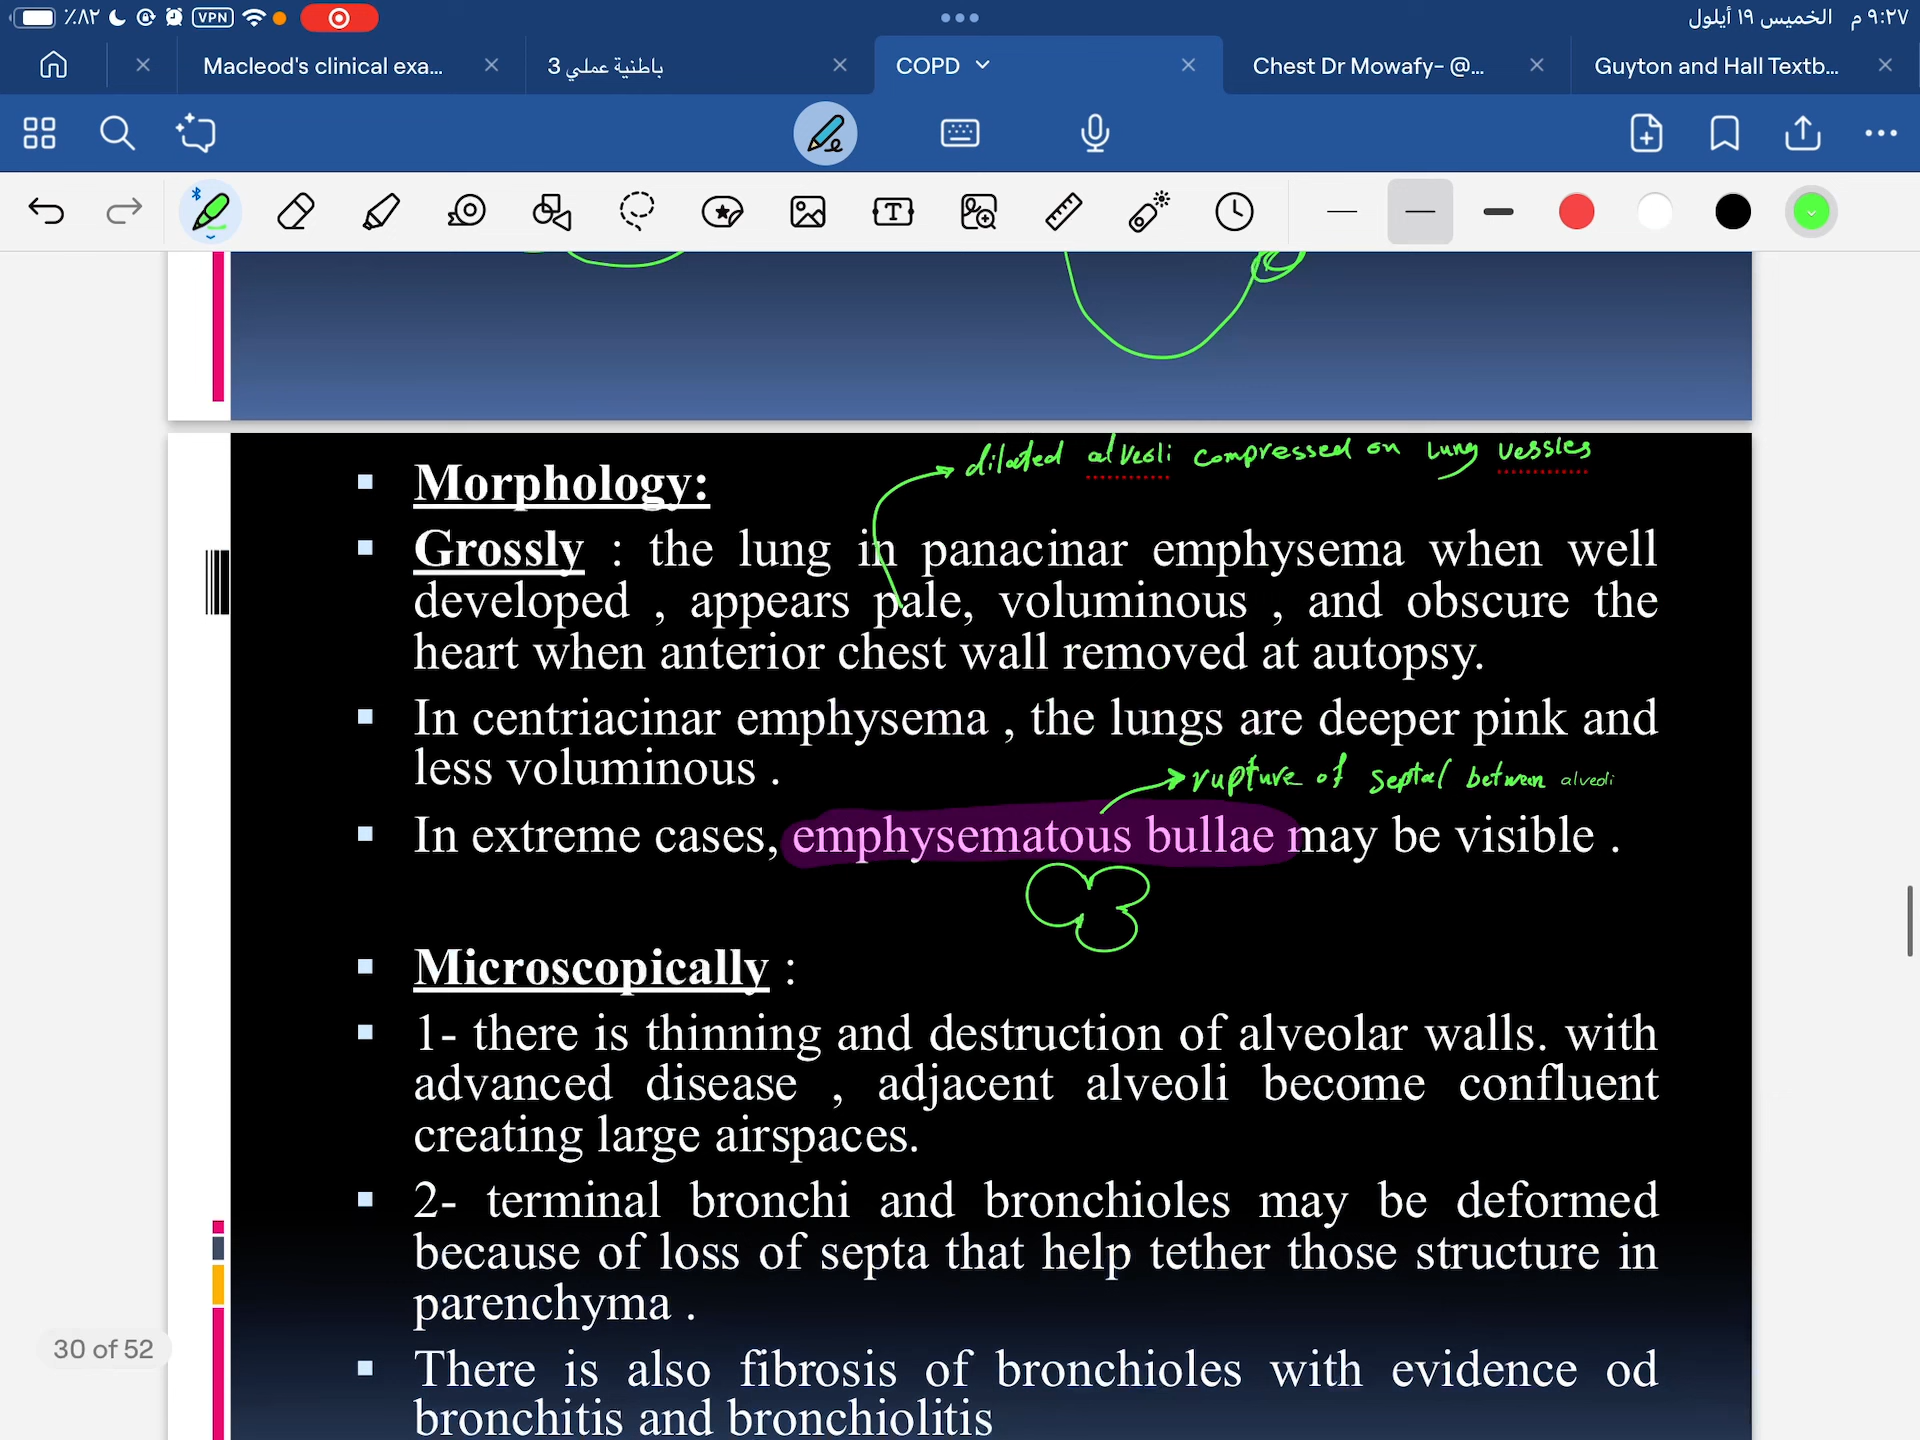 ٪٨٢ VPN ٩:٢٧ م الخميس ١٩ أيلول
Macleod's clinical exa... باطنية عملي 3 COPD Chest Dr Mowafy- @... Guyton and Hall Textb...
dilated alveoli compressed on lung vessles
Morphology:
Grossly : the lung in panacinar emphysema when well
developed , appears pale, voluminous , and obscure the
heart when anterior chest wall removed at autopsy.
In centriacinar emphysema , the lungs are deeper pink and
less voluminous .
rupture of septal between alveoli
In extreme cases, emphysematous bullae may be visible .
Microscopically :
1- there is thinning and destruction of alveolar walls. with
advanced disease , adjacent alveoli become confluent
creating large airspaces.
2- terminal bronchi and bronchioles may be deformed
because of loss of septa that help tether those structure in
parenchyma .
30 of 52
There is also fibrosis of bronchioles with evidence od
bronchitis and bronchiolitis